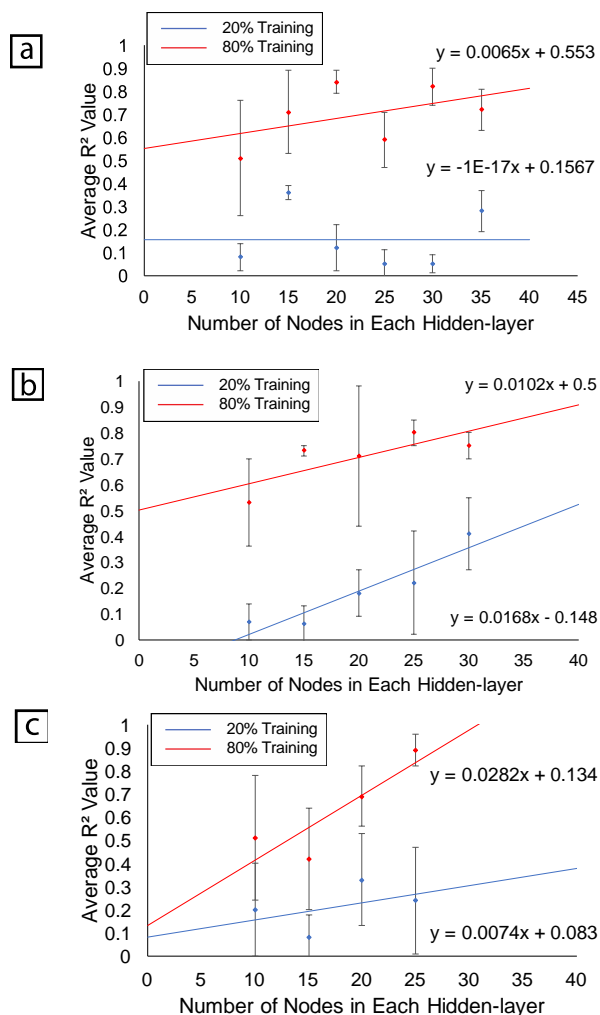 a
20% Training
80% Training
y = 0.0065x + 0.553
y = -1E-17x + 0.1567
Average R² Value
1
0.9
0.8
0.7
0.6
0.5
0.4
0.3
0.2
0.1
0
0 5 10 15 20 25 30 35 40 45
Number of Nodes in Each Hidden-layer
b
20% Training
80% Training
y = 0.0102x + 0.5
y = 0.0168x - 0.148
Average R² Value
1
0.9
0.8
0.7
0.6
0.5
0.4
0.3
0.2
0.1
0
0 5 10 15 20 25 30 35 40
Number of Nodes in Each Hidden-layer
c
20% Training
80% Training
y = 0.0282x + 0.134
y = 0.0074x + 0.083
Average R² Value
1
0.9
0.8
0.7
0.6
0.5
0.4
0.3
0.2
0.1
0
0 5 10 15 20 25 30 35 40
Number of Nodes in Each Hidden-layer